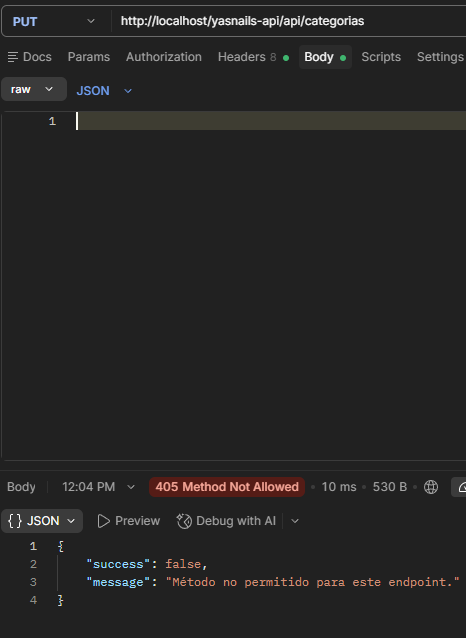 PUT http://localhost/yasnails-api/api/categorias
Docs Params Authorization Headers 8 Body Scripts Settings
raw JSON
1
Body 12:04 PM 405 Method Not Allowed 10 ms 530 B
{} JSON Preview Debug with AI
1 {
2 "success": false,
3 "message": "Método no permitido para este endpoint."
4 }